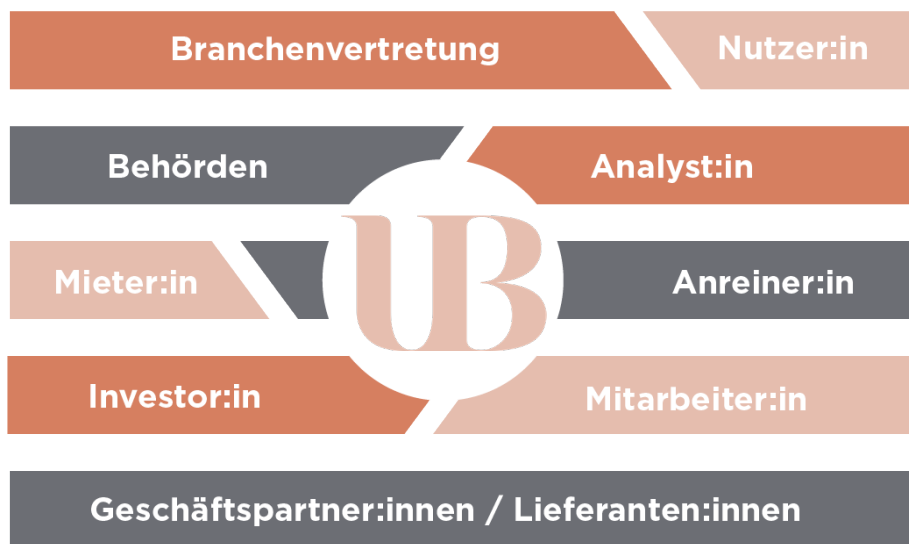 Branchenvertretung Nutzer:in
Behörden Analyst:in
Mieter:in Anreiner:in
UB
Investor:in Mitarbeiter:in
Geschäftspartner:innen / Lieferanten:innen